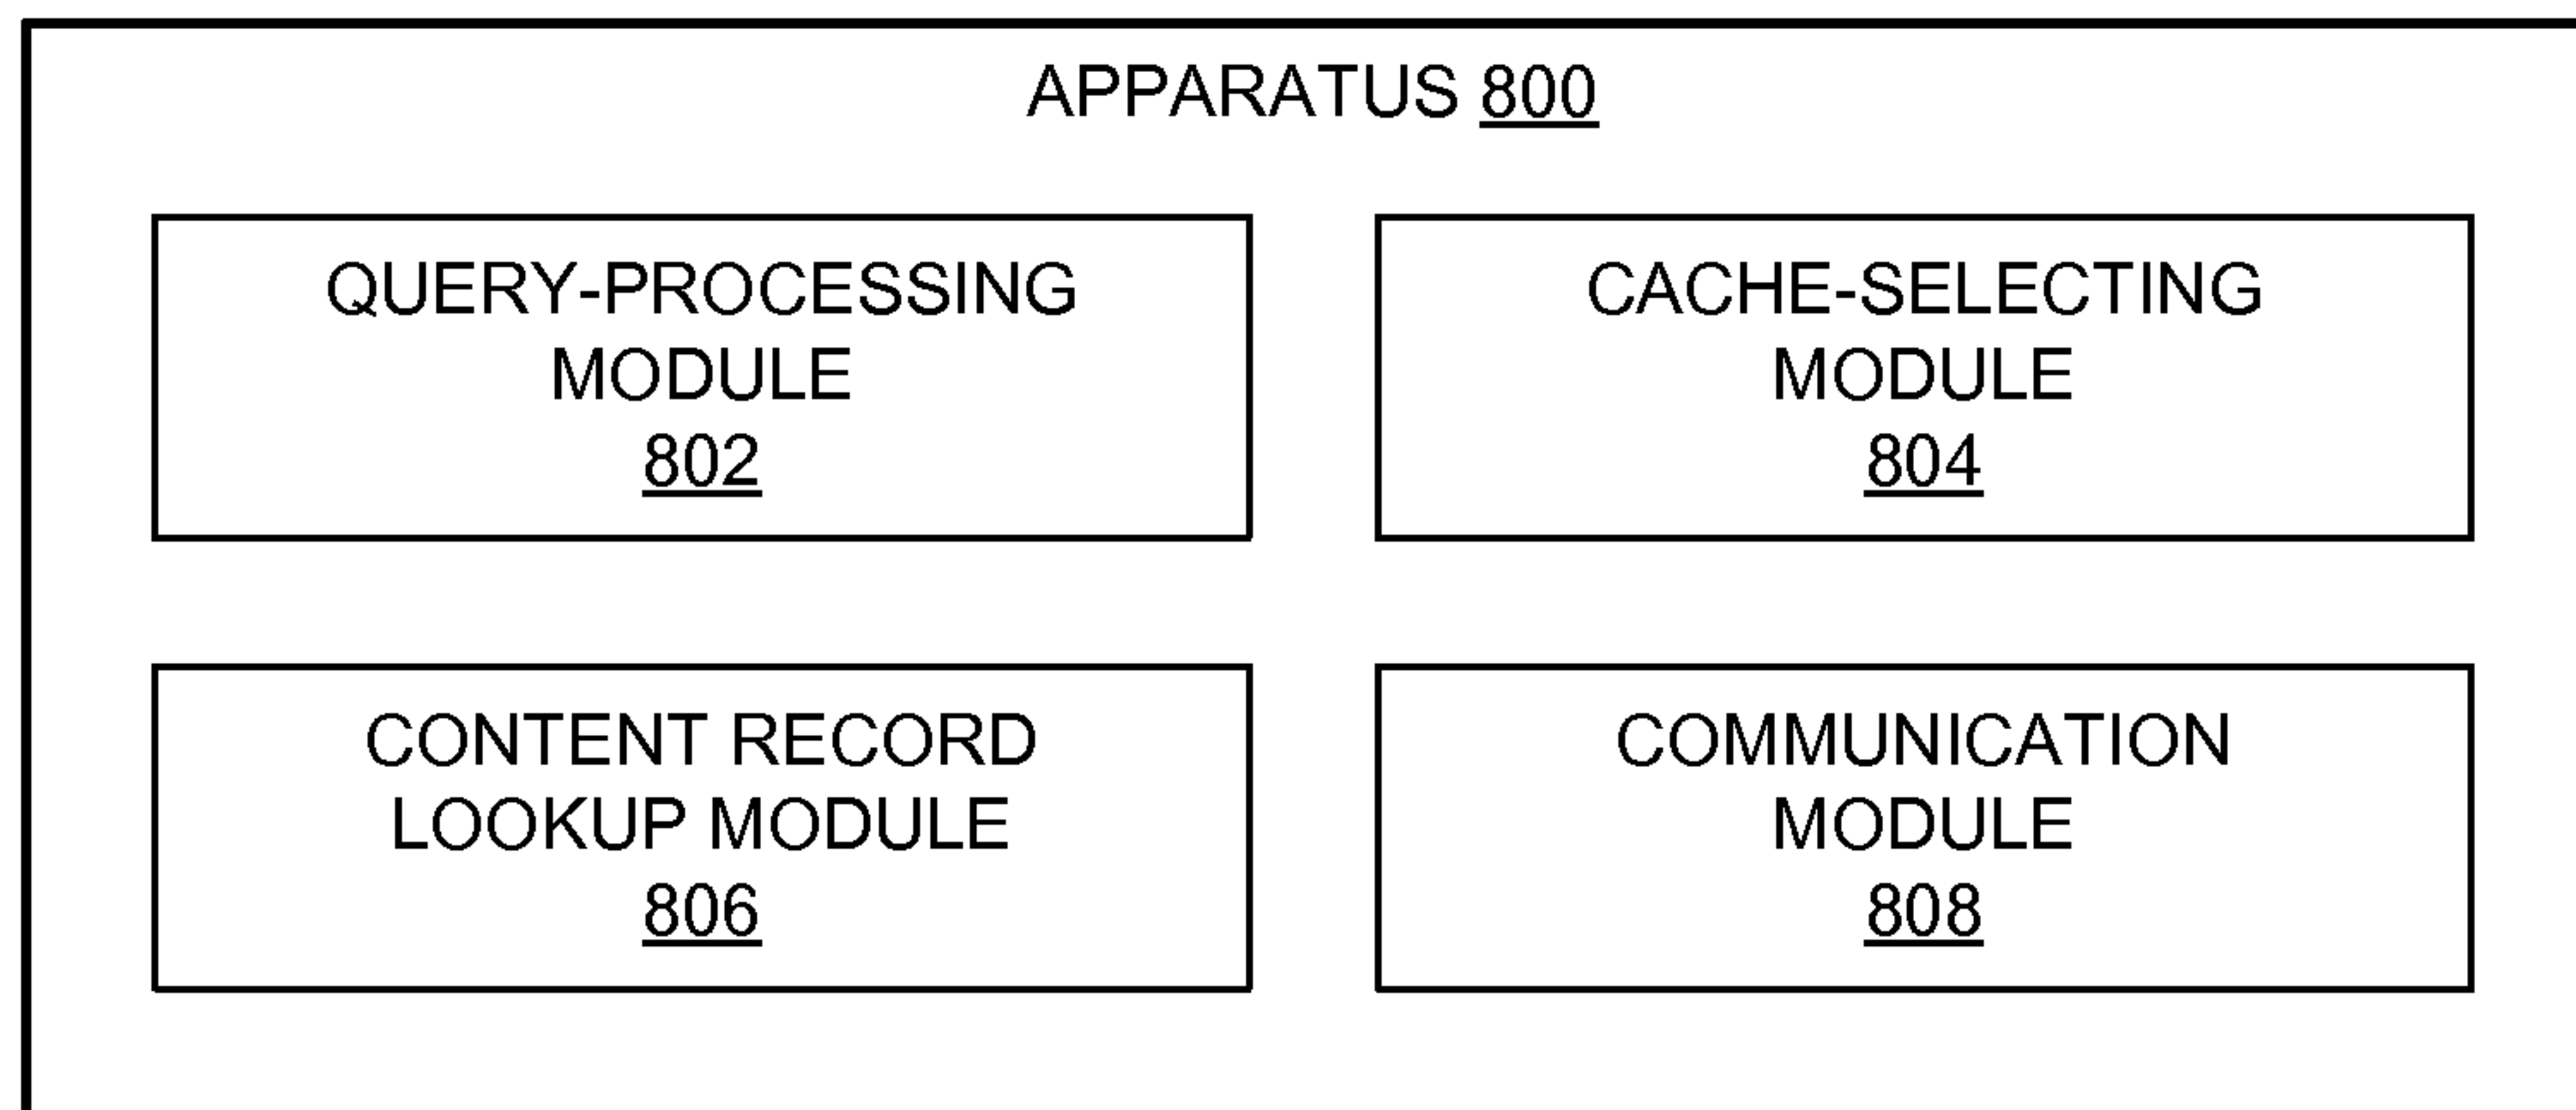 APPARATUS 800
QUERY-PROCESSING
MODULE
802
CACHE-SELECTING
MODULE
804
CONTENT RECORD
LOOKUP MODULE
806
COMMUNICATION
MODULE
808